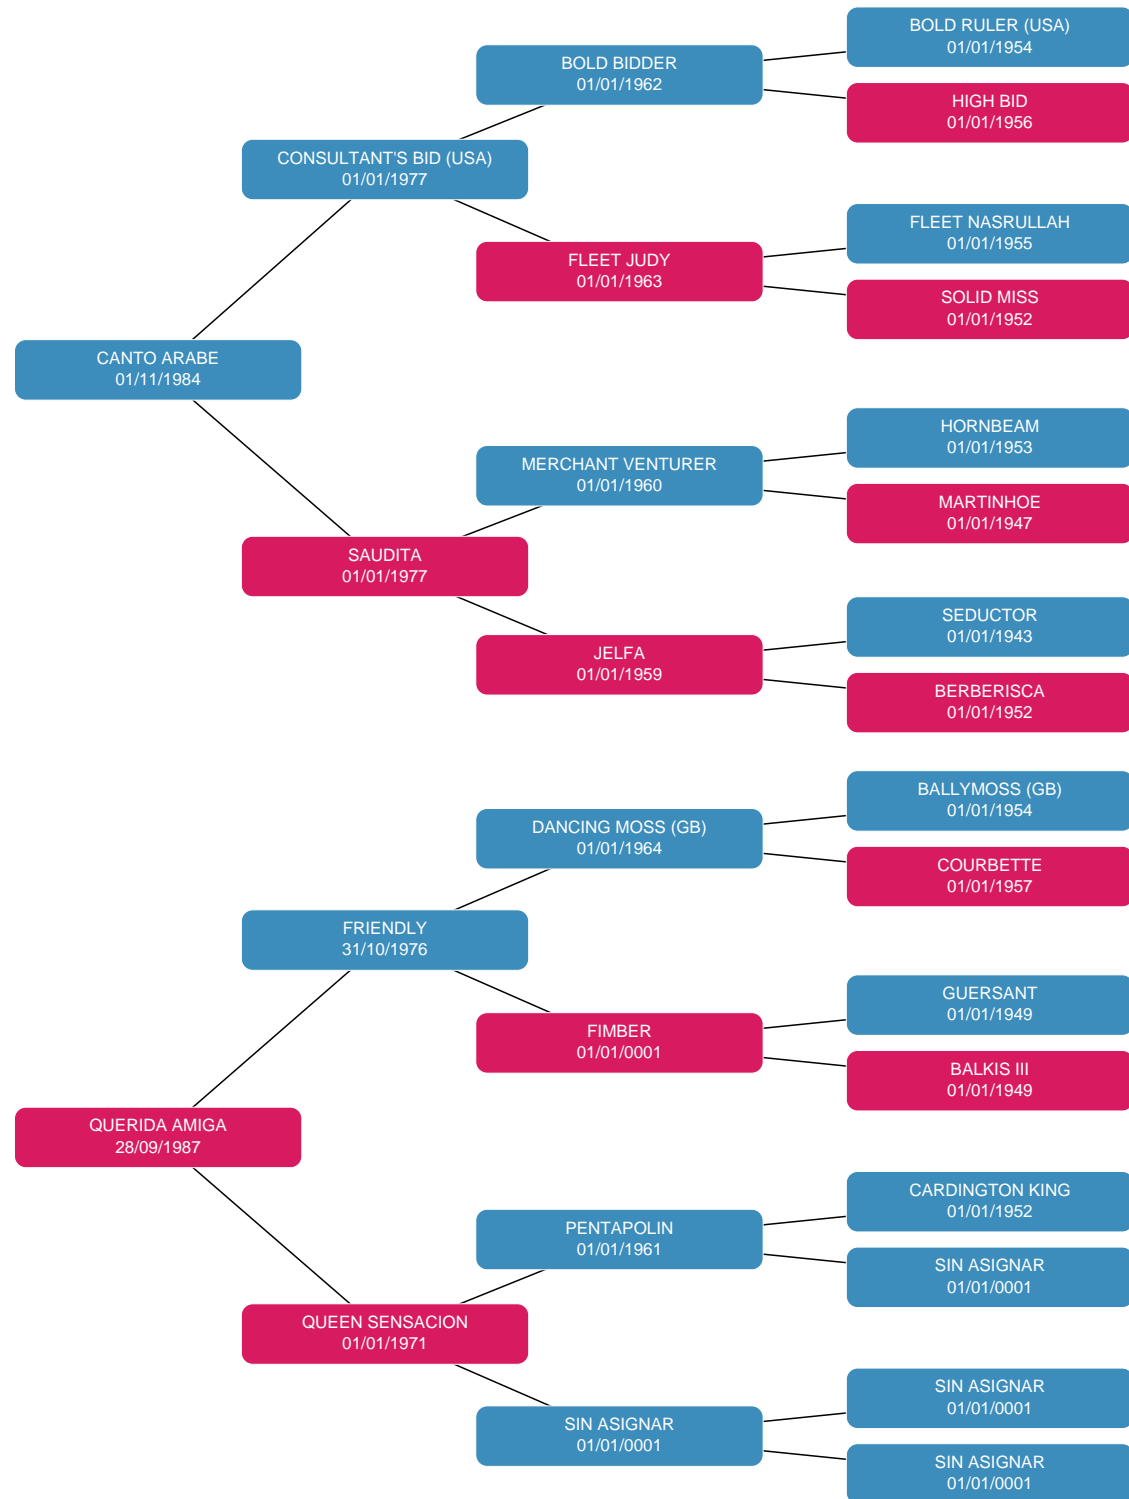 BOLD RULER (USA)
01/01/1954
BOLD BIDDER
01/01/1962
HIGH BID
01/01/1956
CONSULTANT'S BID (USA)
01/01/1977
FLEET NASRULLAH
01/01/1955
FLEET JUDY
01/01/1963
SOLID MISS
01/01/1952
CANTO ARABE
01/11/1984
HORNBEAM
01/01/1953
MERCHANT VENTURER
01/01/1960
MARTINHOE
01/01/1947
SAUDITA
01/01/1977
SEDUCTOR
01/01/1943
JELFA
01/01/1959
BERBERISCA
01/01/1952
BALLYMOSS (GB)
01/01/1954
DANCING MOSS (GB)
01/01/1964
COURBETTE
01/01/1957
FRIENDLY
31/10/1976
GUERSANT
01/01/1949
FIMBER
01/01/0001
BALKIS III
01/01/1949
QUERIDA AMIGA
28/09/1987
CARDINGTON KING
01/01/1952
PENTAPOLIN
01/01/1961
SIN ASIGNAR
01/01/0001
QUEEN SENSACION
01/01/1971
SIN ASIGNAR
01/01/0001
SIN ASIGNAR
01/01/0001
SIN ASIGNAR
01/01/0001